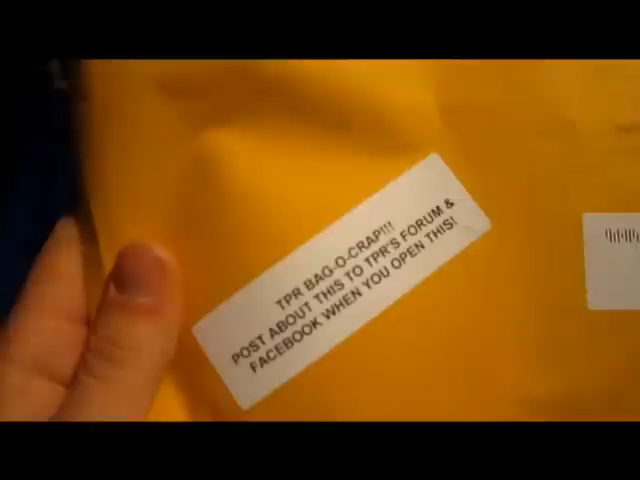 TPR BAG-O-CRAP!!!
POST ABOUT THIS TO TPR'S FORUM &
FACEBOOK WHEN YOU OPEN THIS!